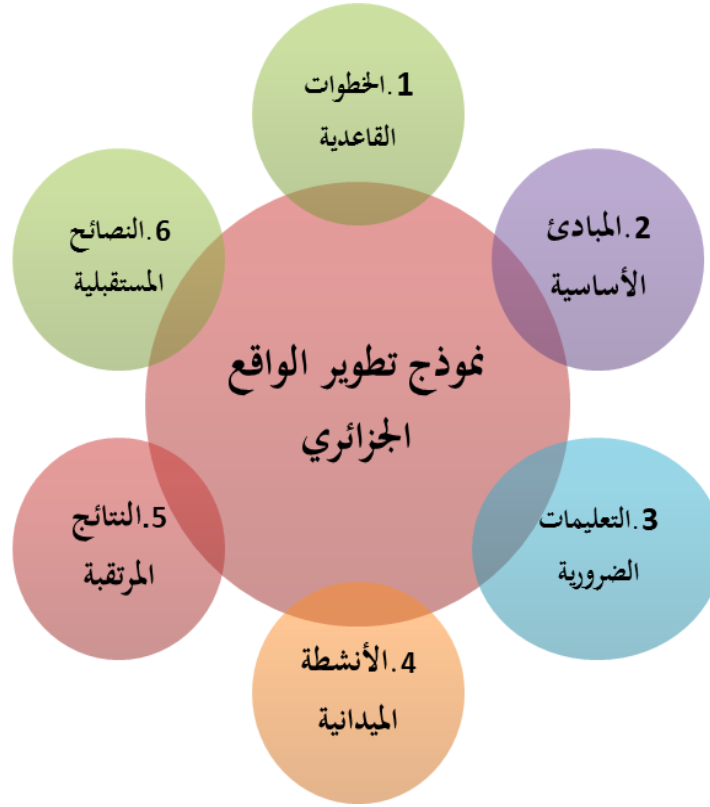 1.الخطوات
القاعدية
2.المبادئ
الأساسية
3.التعليمات
الضرورية
4.الأنشطة
الميدانية
5.النتائج
المرتقبة
6.النصائح
المستقبلية
نموذج تطوير الواقع
الجزائري